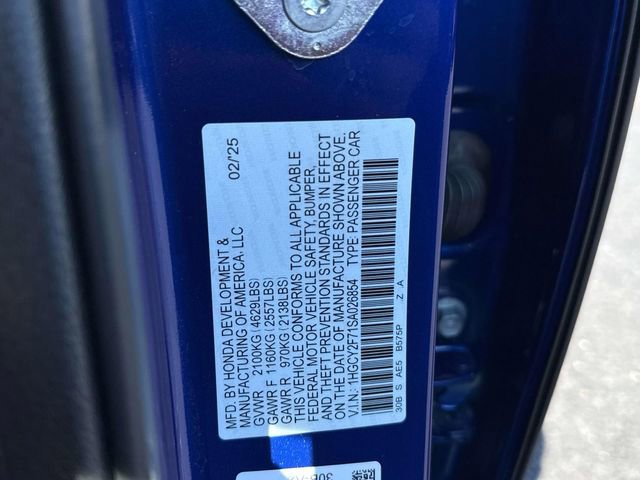 MFD. BY HONDA DEVELOPMENT & 02/'25
MANUFACTURING OF AMERICA, LLC
GVWR 2100KG (4629LBS)
GAWR F 1160KG (2557LBS)
GAWR R 970KG (2138LBS)
THIS VEHICLE CONFORMS TO ALL APPLICABLE
FEDERAL MOTOR VEHICLE SAFETY, BUMPER,
AND THEFT PREVENTION STANDARDS IN EFFECT
ON THE DATE OF MANUFACTURE SHOWN ABOVE.
V.I.N.: 1HGCY2F71SA026854 TYPE: PASSENGER CAR
30B S AE5 B575P Z A